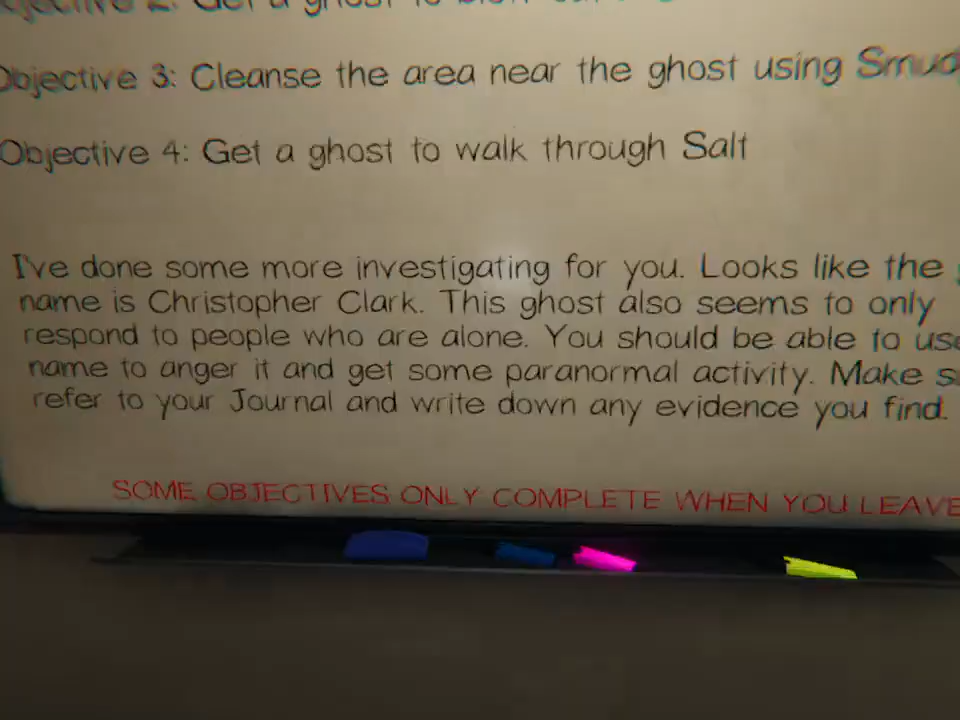 Objective 3: Cleanse the area near the ghost using
Objective 4: Get a ghost to walk through Salt
I've done some more investigating for you. Looks like the
name is Christopher Clark. This ghost also seems to only
respond to people who are alone. You should be able to use
name to anger it and get some paranormal activity. Make
refer to your Journal and write down any evidence you find.
SOME OBJECTIVES ONLY COMPLETE WHEN YOU LEAVE